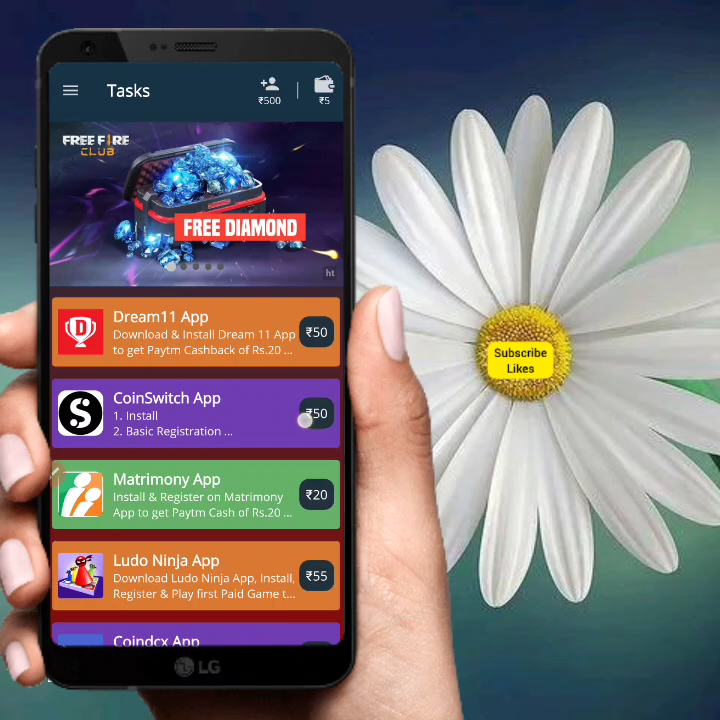 Tasks
₹500
₹5
FREE FIRE
CLUB
FREE DIAMOND
ht
Dream11 App
Download & Install Dream 11 App
to get Paytm Cashback of Rs.20 ...
₹50
CoinSwitch App
1. Install
2. Basic Registration ...
₹50
Matrimony App
Install & Register on Matrimony
App to get Paytm Cash of Rs.20 ...
₹20
Ludo Ninja App
Download Ludo Ninja App, Install,
Register & Play first Paid Game t...
₹55
Coindcx App
LG
Subscribe
Likes